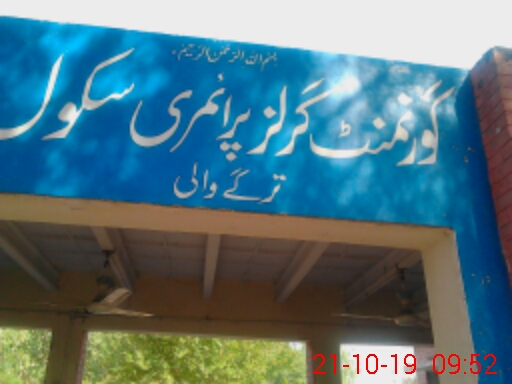 بسم اللہ الرحمن الرحیم
گورنمنٹ گرلز پرائمری سکول
ترگے والی
21-10-19 09:52